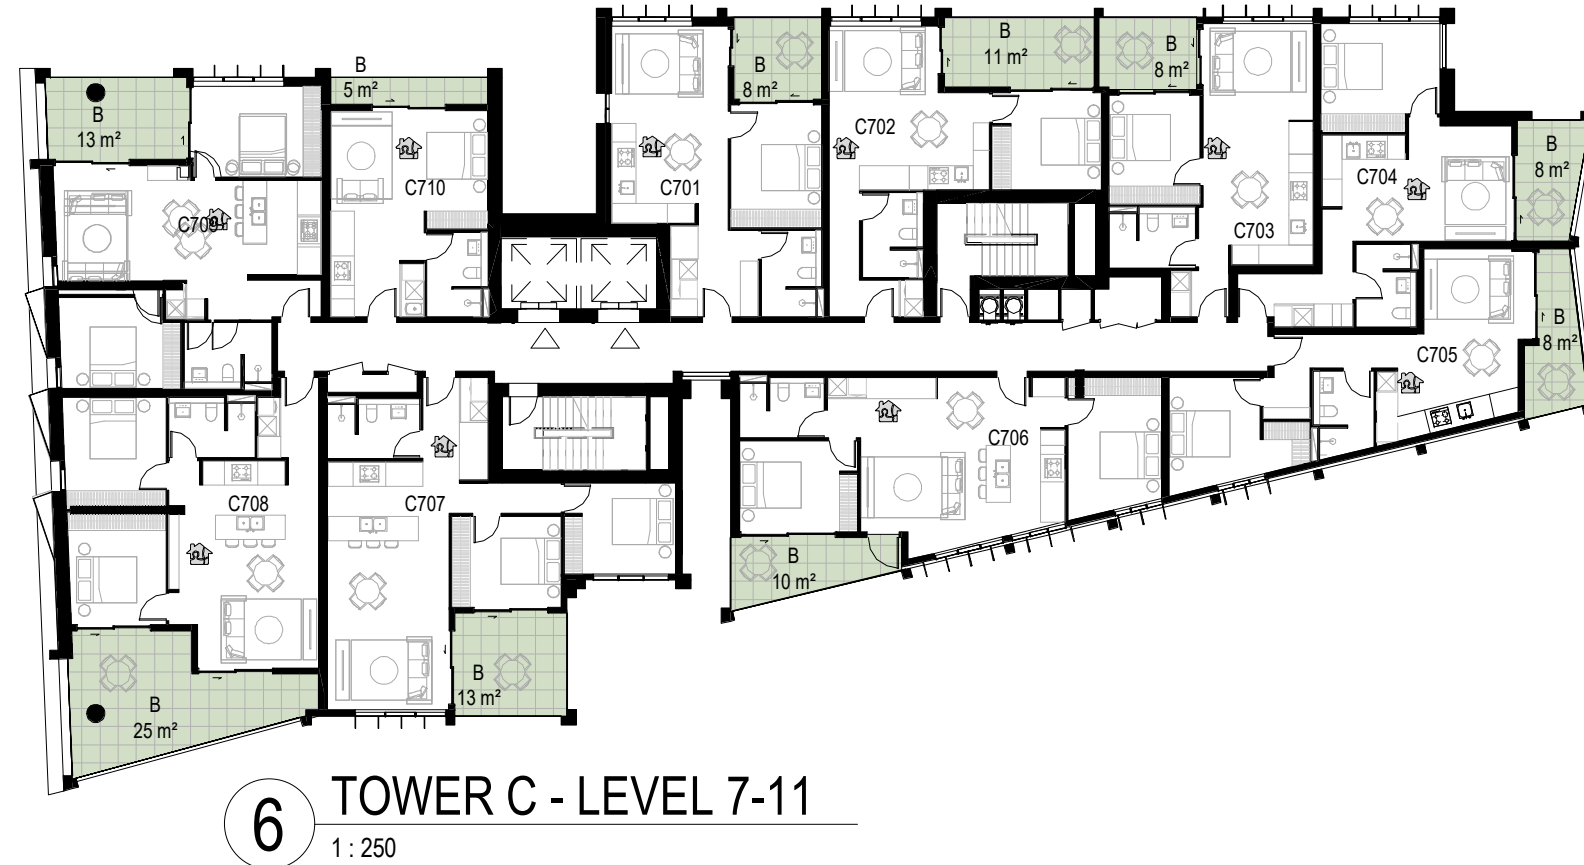 B
11 m²
B
8 m²
B
8 m²
B
5 m²
B
13 m²
C702
C701
C710
C703
C704
B
8 m²
C709
B
8 m²
C705
C706
C708
C707
B
10 m²
B
13 m²
B
25 m²
6
TOWER C - LEVEL 7-11
1 : 250